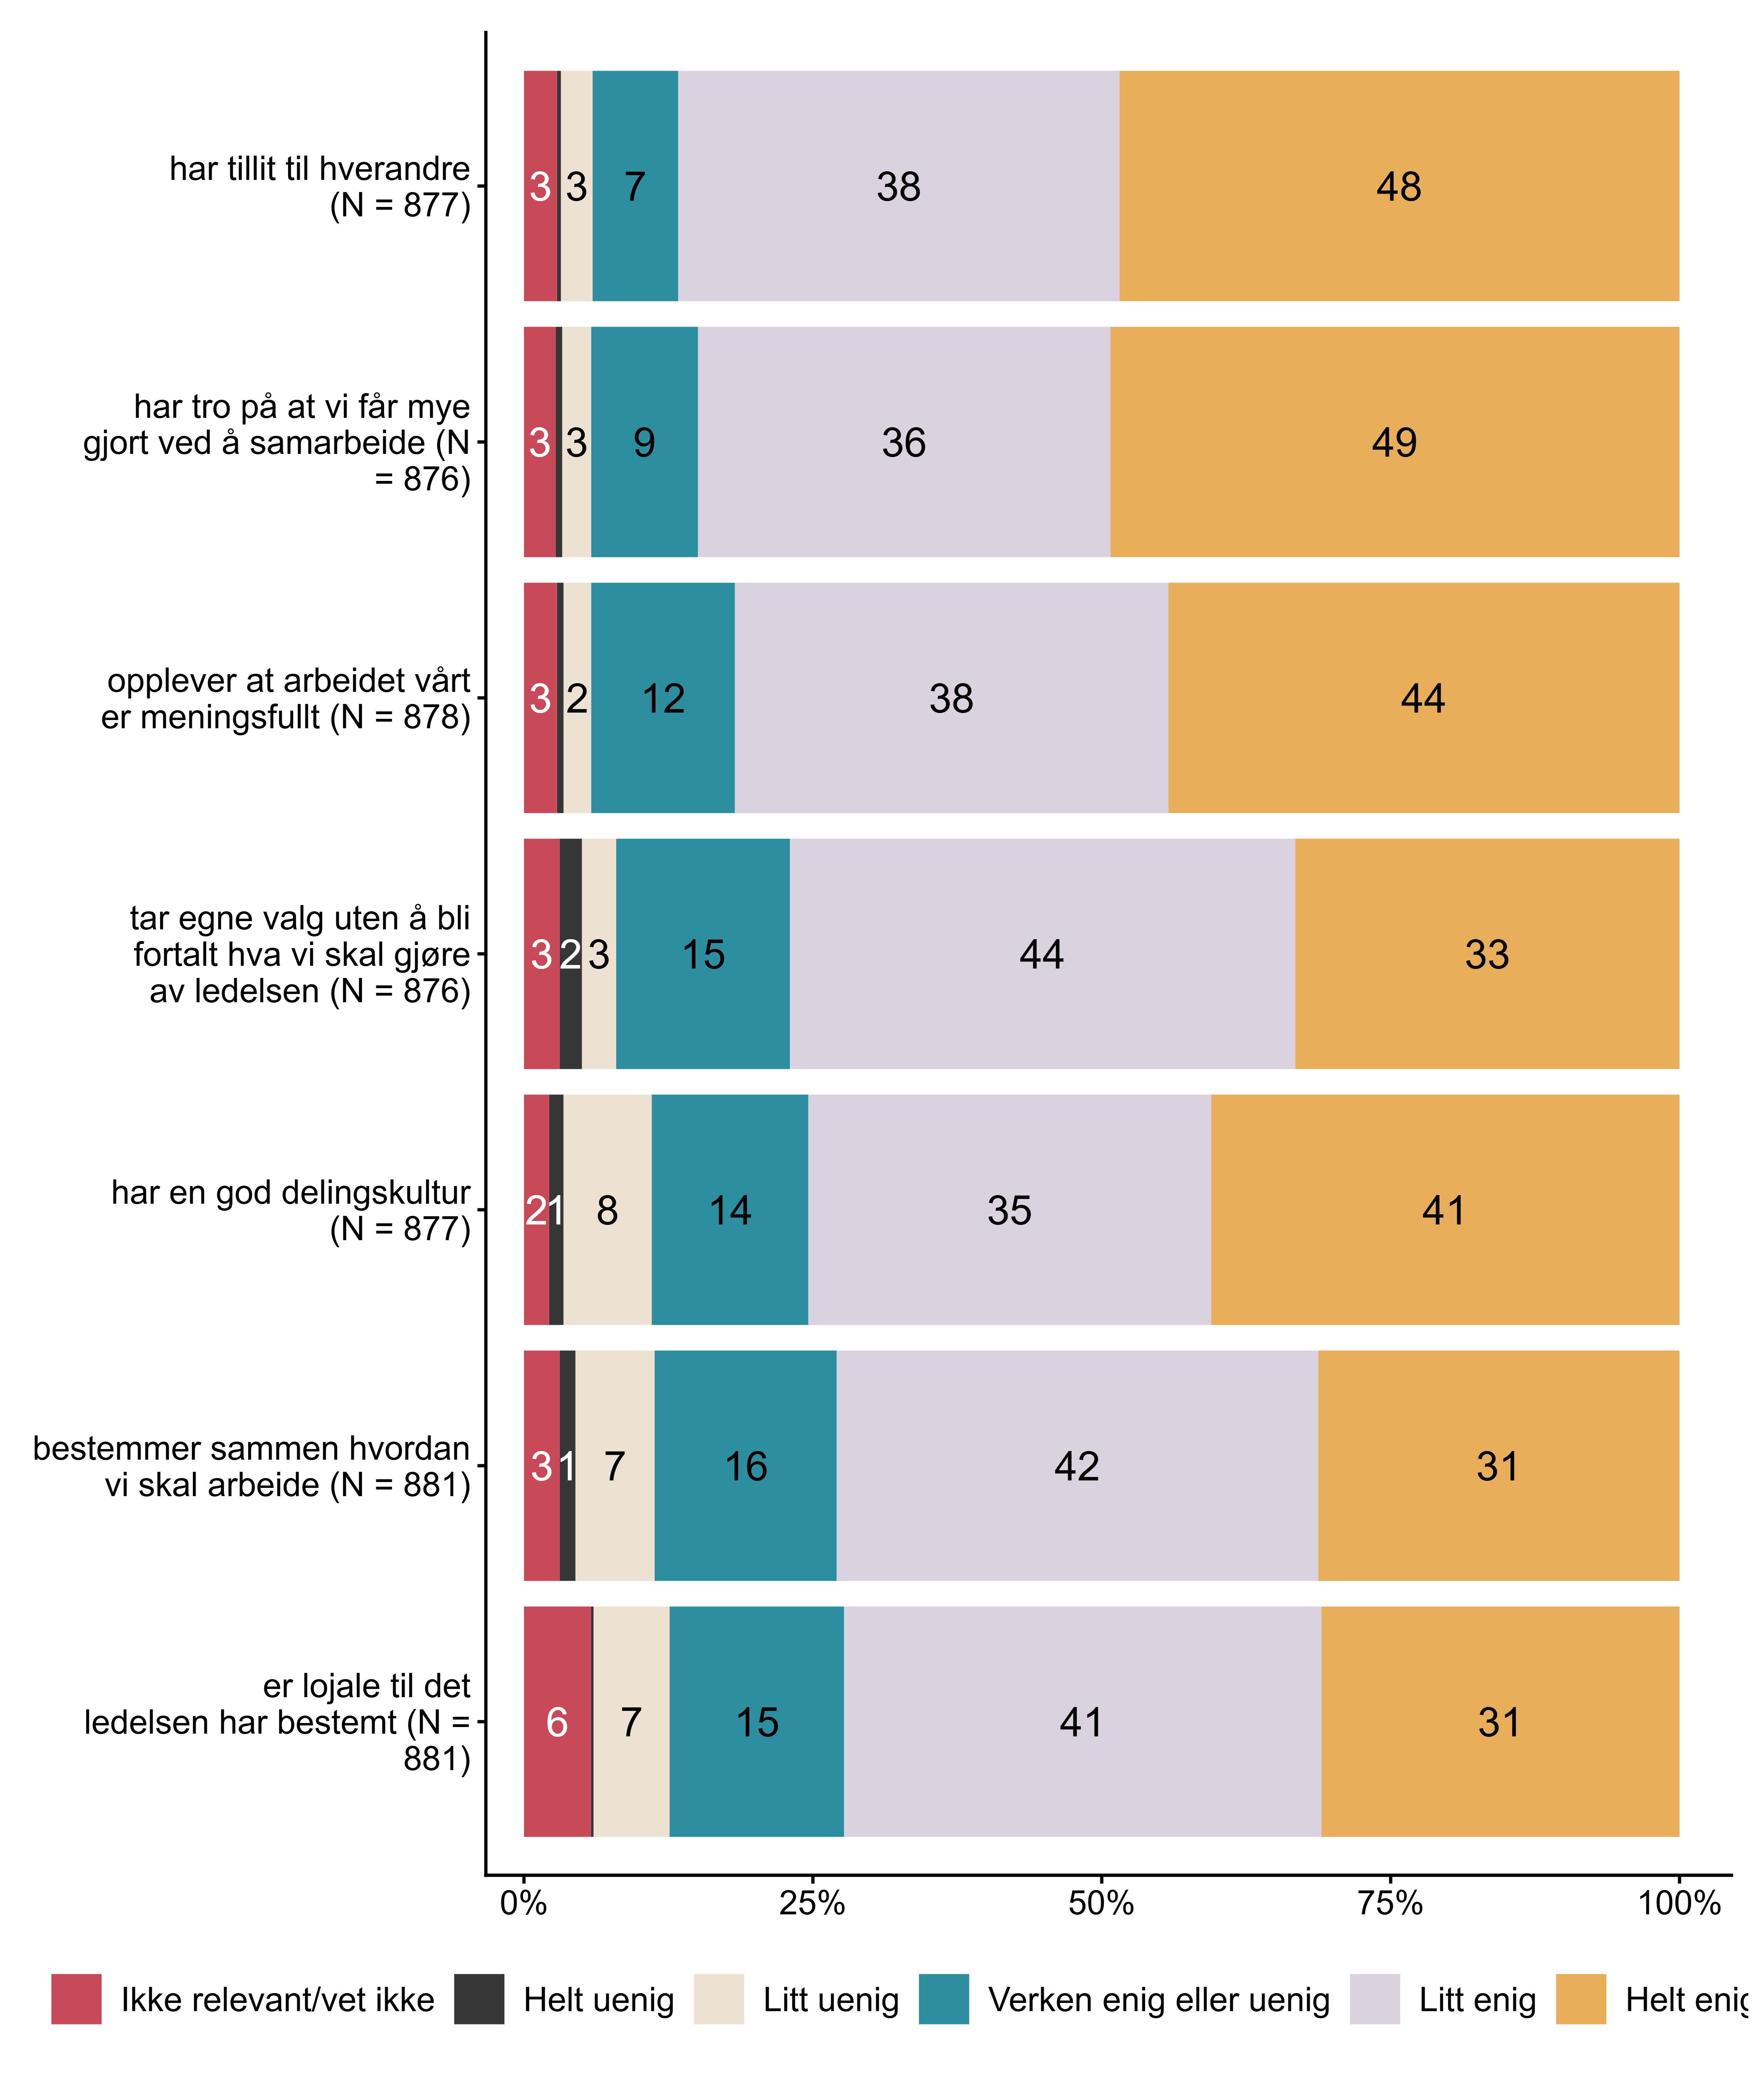 har tillit til hverandre
(N = 877)
3 3 7 38 48
har tro på at vi får mye
gjort ved å samarbeide (N
= 876)
3 3 9 36 49
opplever at arbeidet vårt
er meningsfullt (N = 878)
3 2 12 38 44
tar egne valg uten å bli
fortalt hva vi skal gjøre
av ledelsen (N = 876)
3 2 3 15 44 33
har en god delingskultur
(N = 877)
2 1 8 14 35 41
bestemmer sammen hvordan
vi skal arbeide (N = 881)
3 1 7 16 42 31
er lojale til det
ledelsen har bestemt (N =
881)
6 7 15 41 31
0% 25% 50% 75% 100%
Ikke relevant/vet ikke Helt uenig Litt uenig Verken enig eller uenig Litt enig Helt enig